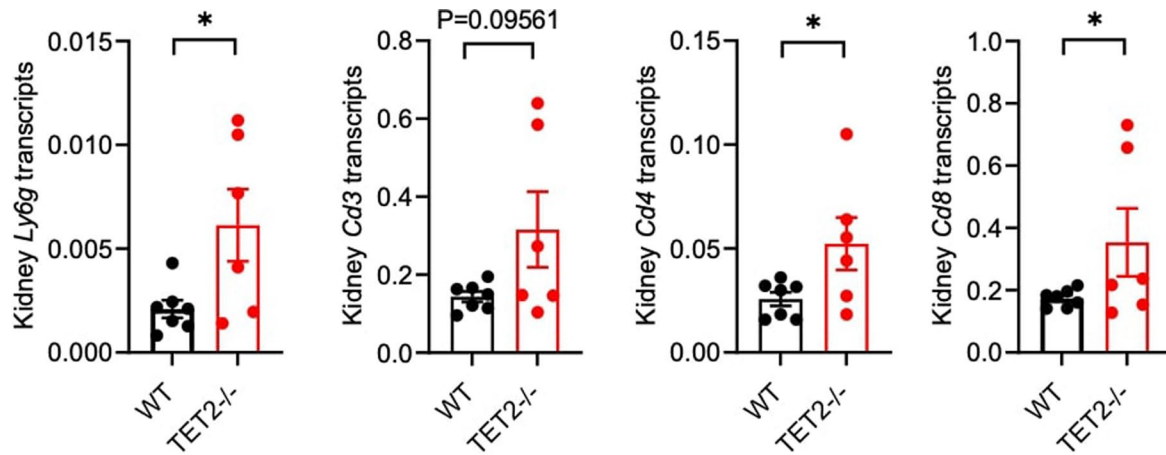 Kidney Ly6g transcripts
0.015
0.010
0.005
0.000
*
WT
TET2-/-
Kidney Cd3 transcripts
0.8
0.6
0.4
0.2
0.0
P=0.09561
WT
TET2-/-
Kidney Cd4 transcripts
0.15
0.10
0.05
0.00
*
WT
TET2-/-
Kidney Cd8 transcripts
1.0
0.8
0.6
0.4
0.2
0.0
*
WT
TET2-/-